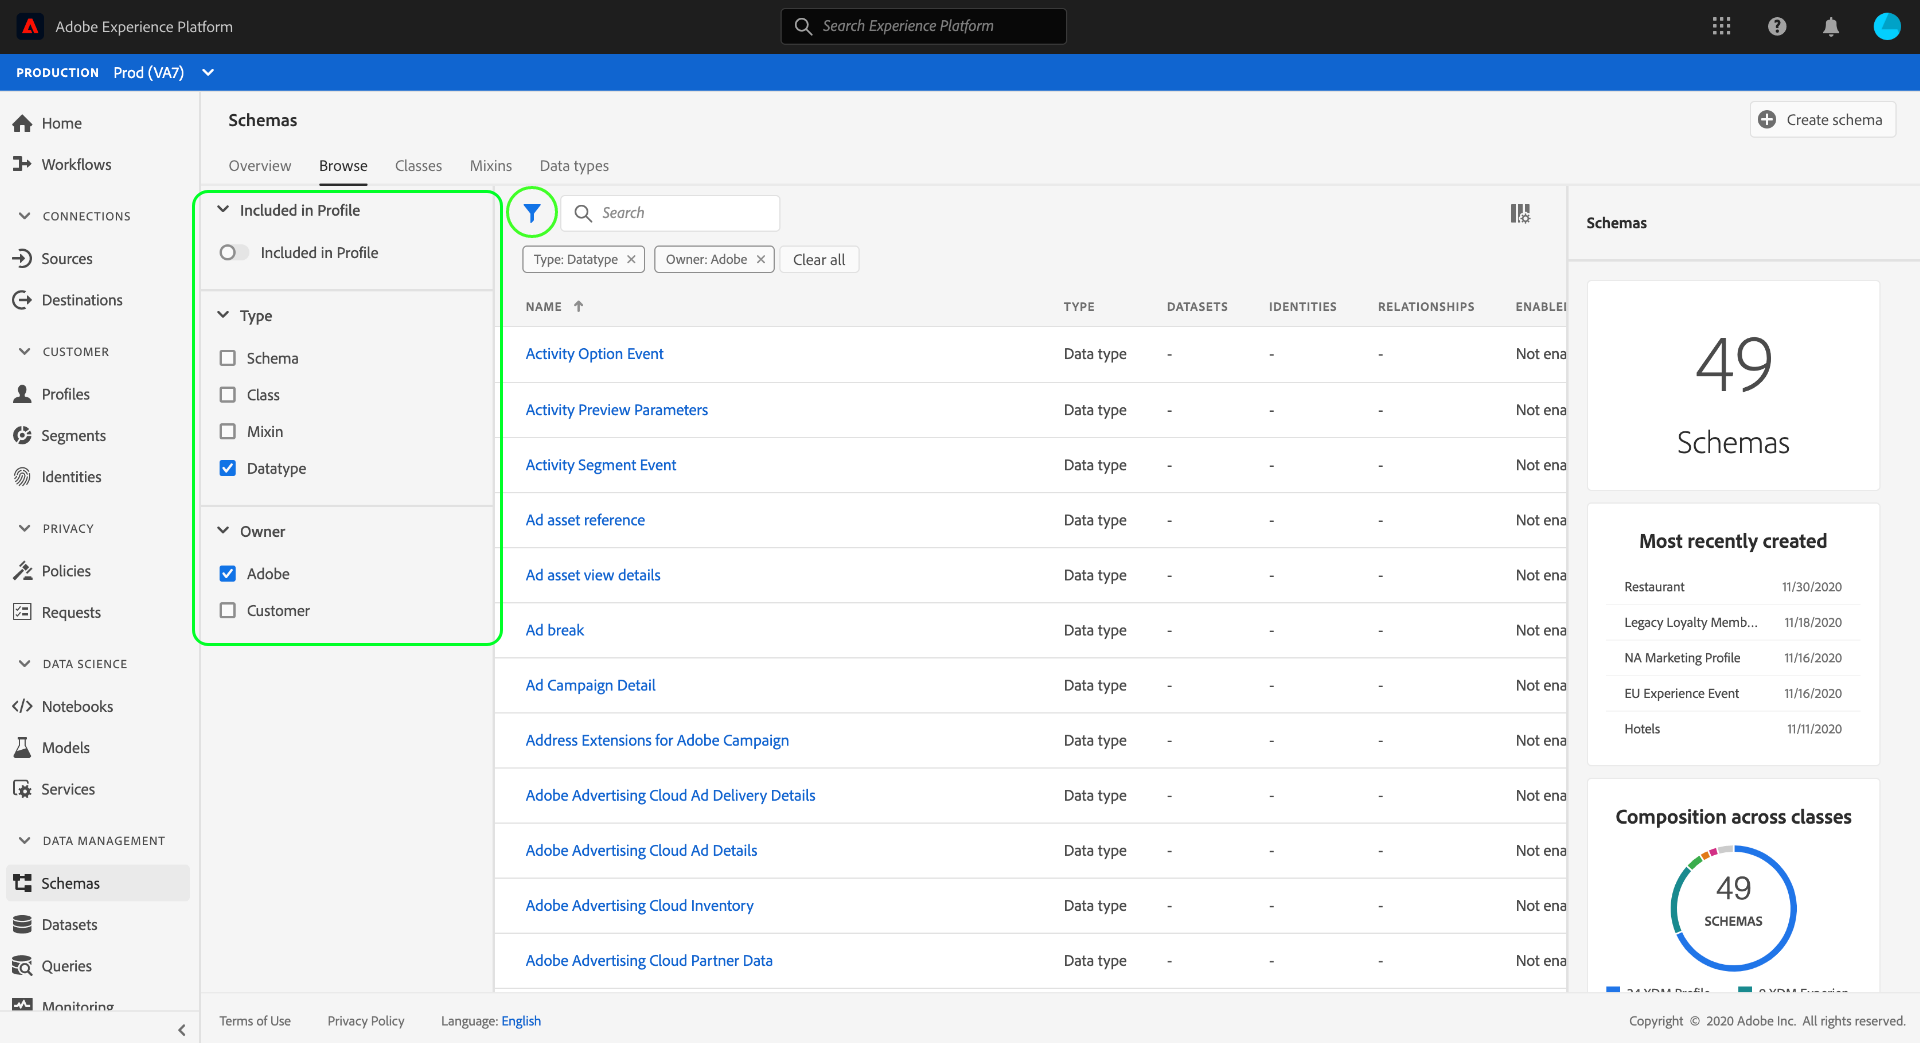 Adobe Experience Platform
Search Experience Platform
PRODUCTION Prod (VA7)
Home
Workflows
CONNECTIONS
Sources
Destinations
CUSTOMER
Profiles
Segments
Identities
PRIVACY
Policies
Requests
DATA SCIENCE
Notebooks
Models
Services
DATA MANAGEMENT
Schemas
Datasets
Queries
Monitoring
Schemas
Create schema
Overview Browse Classes Mixins Data types
Included in Profile
Included in Profile
Type
Schema
Class
Mixin
Datatype
Owner
Adobe
Customer
Search
Type: Datatype Owner: Adobe Clear all
NAME TYPE DATASETS IDENTITIES RELATIONSHIPS ENABLED
Activity Option Event Data type - - - Not ena
Activity Preview Parameters Data type - - - Not ena
Activity Segment Event Data type - - - Not ena
Ad asset reference Data type - - - Not ena
Ad asset view details Data type - - - Not ena
Ad break Data type - - - Not ena
Ad Campaign Detail Data type - - - Not ena
Address Extensions for Adobe Campaign Data type - - - Not ena
Adobe Advertising Cloud Ad Delivery Details Data type - - - Not ena
Adobe Advertising Cloud Ad Details Data type - - - Not ena
Adobe Advertising Cloud Inventory Data type - - - Not ena
Adobe Advertising Cloud Partner Data Data type - - - Not ena
Schemas
49
Schemas
Most recently created
Restaurant 11/30/2020
Legacy Loyalty Memb... 11/18/2020
NA Marketing Profile 11/16/2020
EU Experience Event 11/16/2020
Hotels 11/11/2020
Composition across classes
49
SCHEMAS
Terms of Use Privacy Policy Language: English
Copyright © 2020 Adobe Inc. All rights reserved.